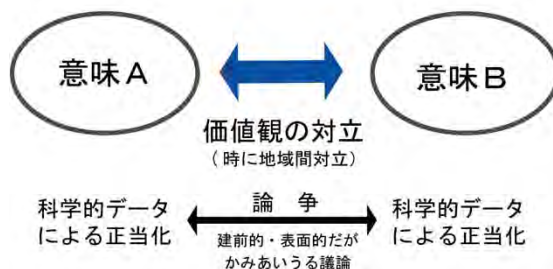 意味A
意味B
価値観の対立
（時に地域間対立）
論　争
科学的データ
による正当化
科学的データ
による正当化
建前的・表面的だが
かみあいうる議論